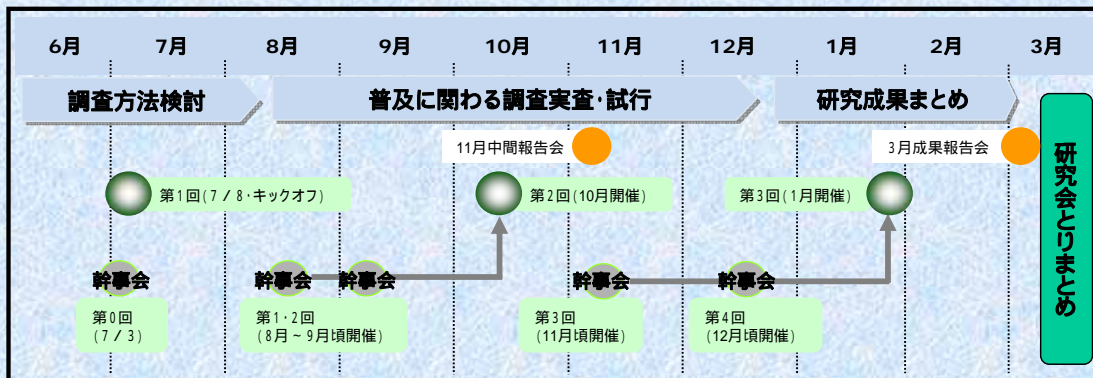 6月 7月 8月 9月 10月 11月 12月 1月 2月 3月
調査方法検討 普及に関わる調査実査･試行 研究成果まとめ
11月中間報告会 3月成果報告会
第1回(7/8･キックオフ) 第2回(10月開催) 第3回(1月開催)
幹事会 幹事会 幹事会 幹事会 幹事会
第0回
(7/3)
第1･2回
(8月~9月頃開催)
第3回
(11月頃開催)
第4回
(12月頃開催)
研究会とりまとめ